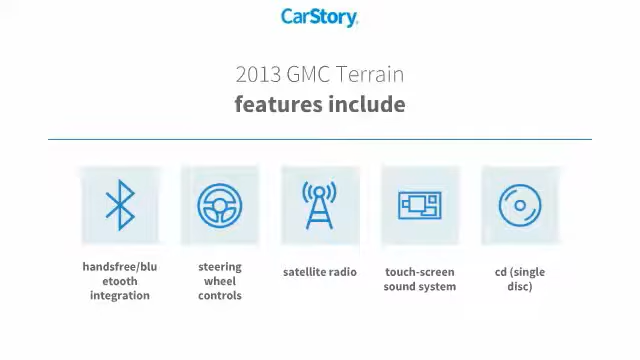 CarStory
2013 GMC Terrain
features include
handsfree/blu
etooth
integration
steering
wheel
controls
satellite radio
touch-screen
sound system
cd (single
disc)